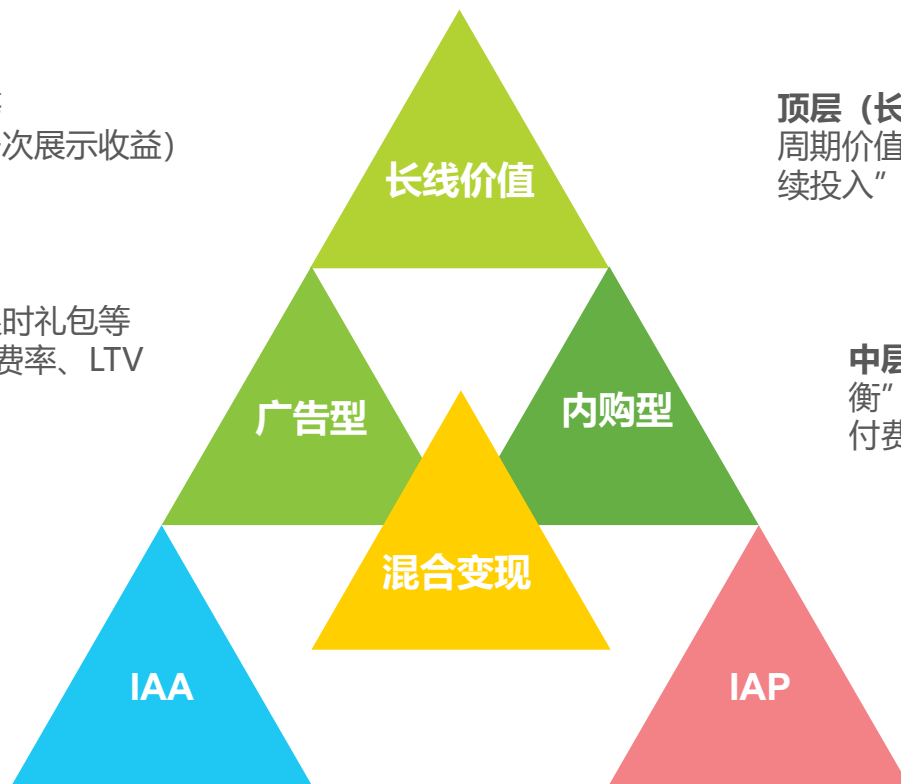 次展示收益）
顶层（长
周期价值
续投入”
长线价值
时礼包等
费率、LTV
中层
衡”
付费
广告型
内购型
混合变现
IAA
IAP